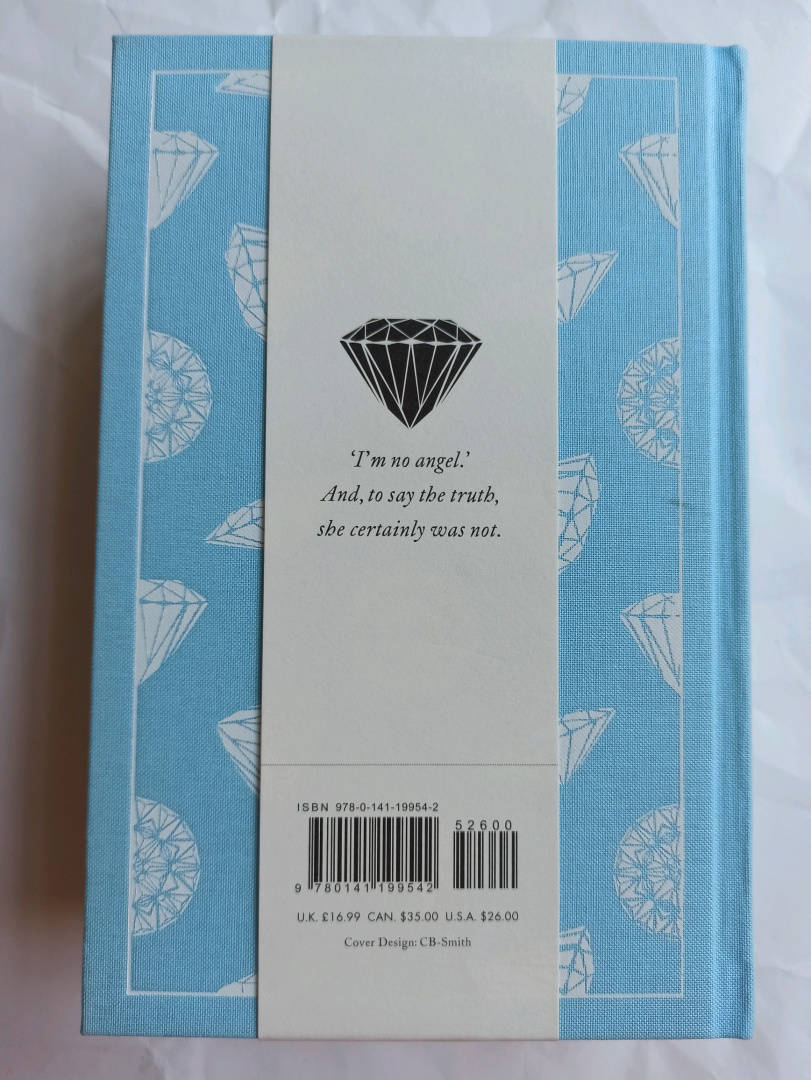 ‘I’m no angel.’
And, to say the truth,
she certainly was not.
ISBN 978-0-141-19954-2
52600
9 780141 199542
U.K. £16.99 CAN. $35.00 U.S.A. $26.00
Cover Design: CB-Smith